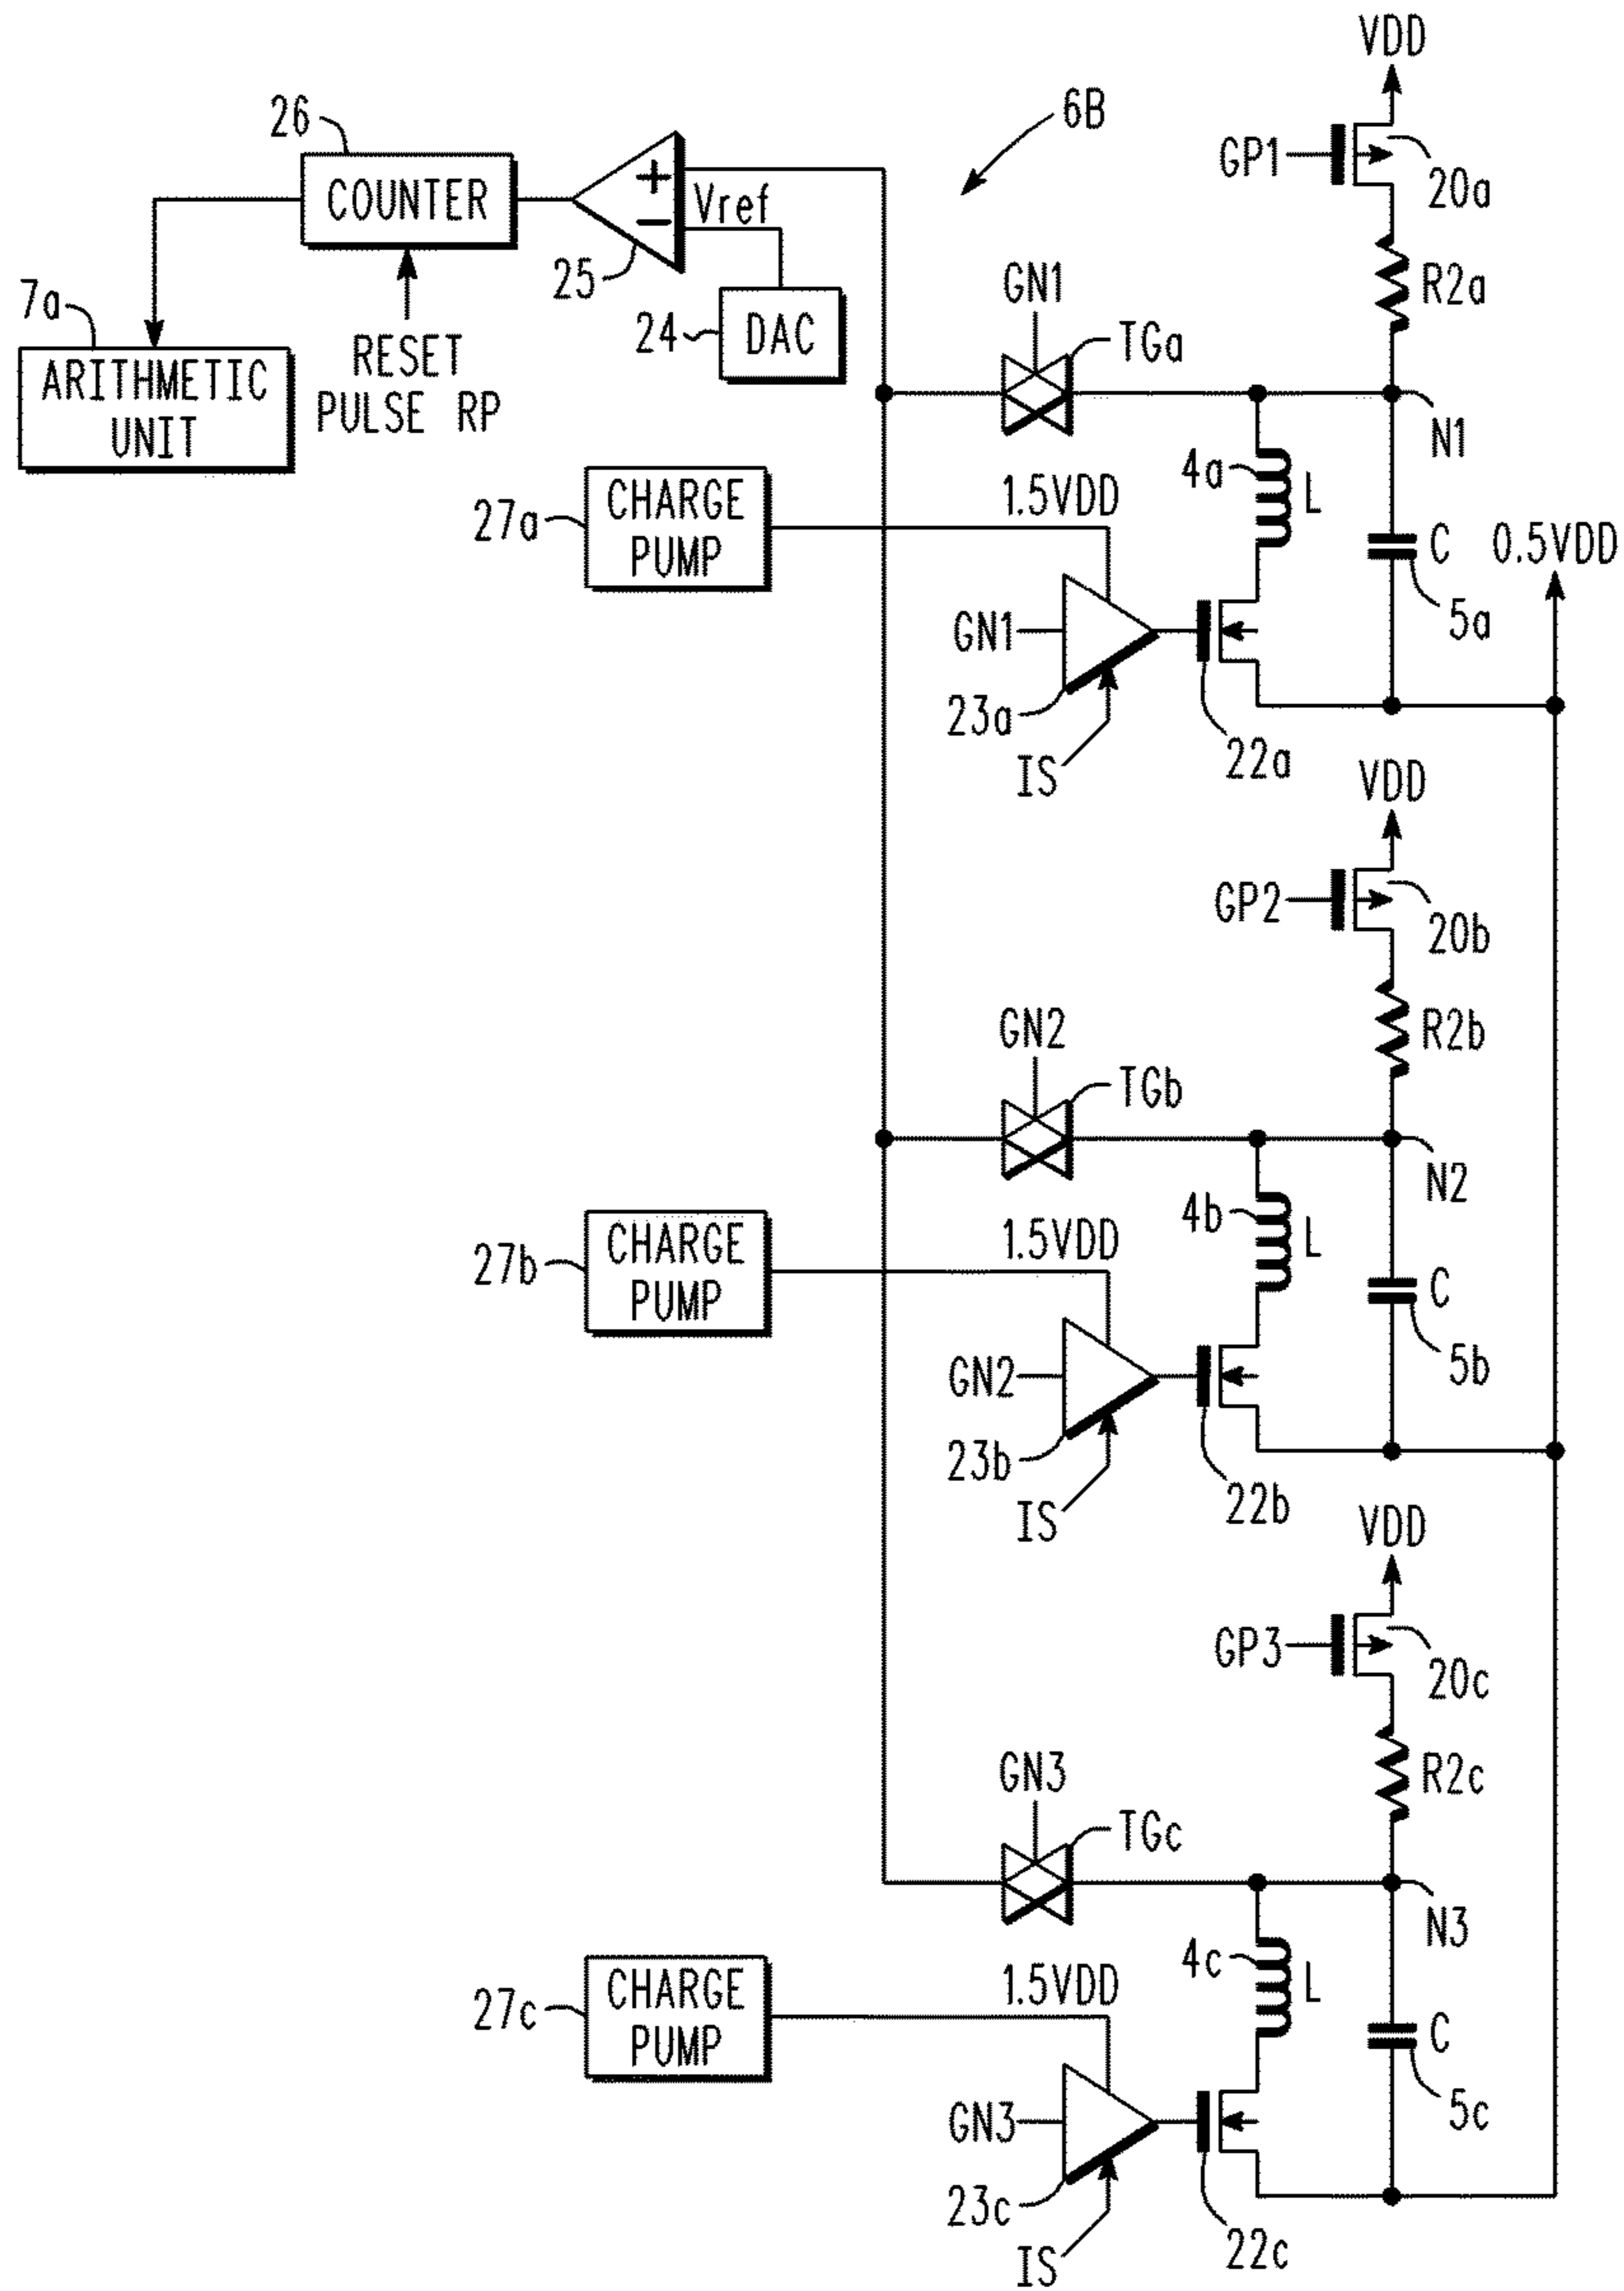 VDD
6B
26
GP1
20a
COUNTER
Vref
+
−
25
GN1
R2a
7a
24
DAC
TGa
RESET
PULSE RP
ARITHMETIC
UNIT
N1
4a
L
1.5VDD
CHARGE
PUMP
27a
C
0.5VDD
5a
GN1
23a
22a
IS
VDD
GP2
20b
R2b
GN2
TGb
N2
4b
L
1.5VDD
CHARGE
PUMP
27b
C
5b
GN2
23b
22b
IS
VDD
GP3
20c
R2c
GN3
TGc
N3
4c
L
1.5VDD
CHARGE
PUMP
27c
C
5c
GN3
23c
22c
IS